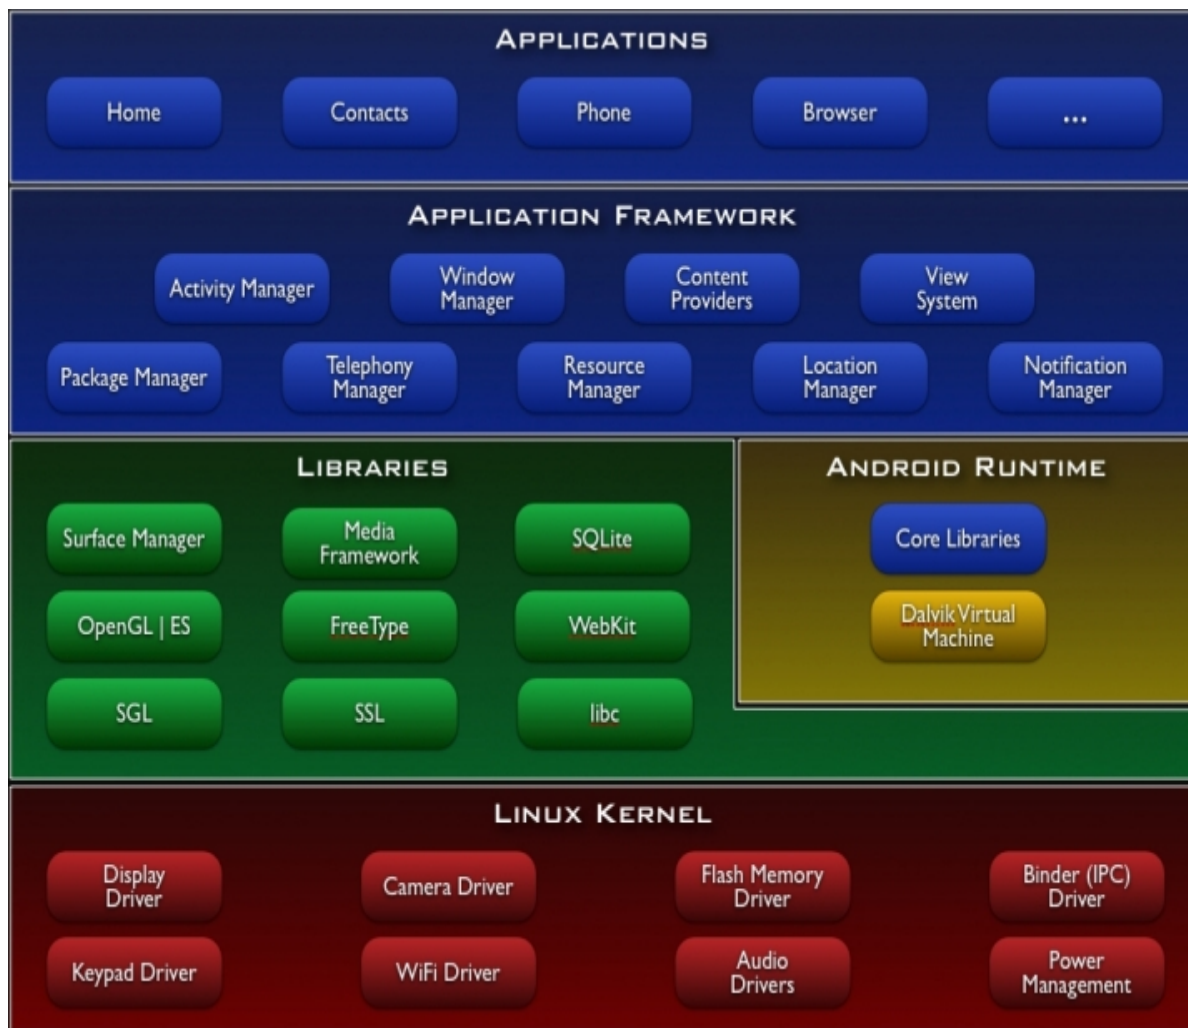 APPLICATIONS
Home
Contacts
Phone
Browser
...
APPLICATION FRAMEWORK
Activity Manager
Window
Manager
Content
Providers
View
System
Package Manager
Telephony
Manager
Resource
Manager
Location
Manager
Notification
Manager
LIBRARIES
Surface Manager
Media
Framework
SQLite
OpenGL | ES
FreeType
WebKit
SGL
SSL
libc
ANDROID RUNTIME
Core Libraries
Dalvik Virtual
Machine
LINUX KERNEL
Display
Driver
Camera Driver
Flash Memory
Driver
Binder (IPC)
Driver
Keypad Driver
WiFi Driver
Audio
Drivers
Power
Management